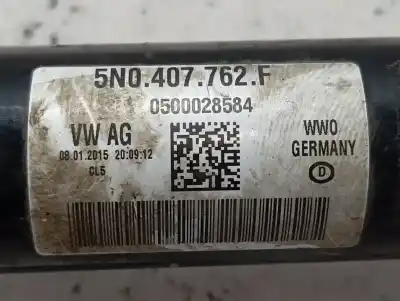 5N0.407.762.F
0500028584
VW AG
08.01.2015 20:09:12
CL5
WWO
GERMANY
D